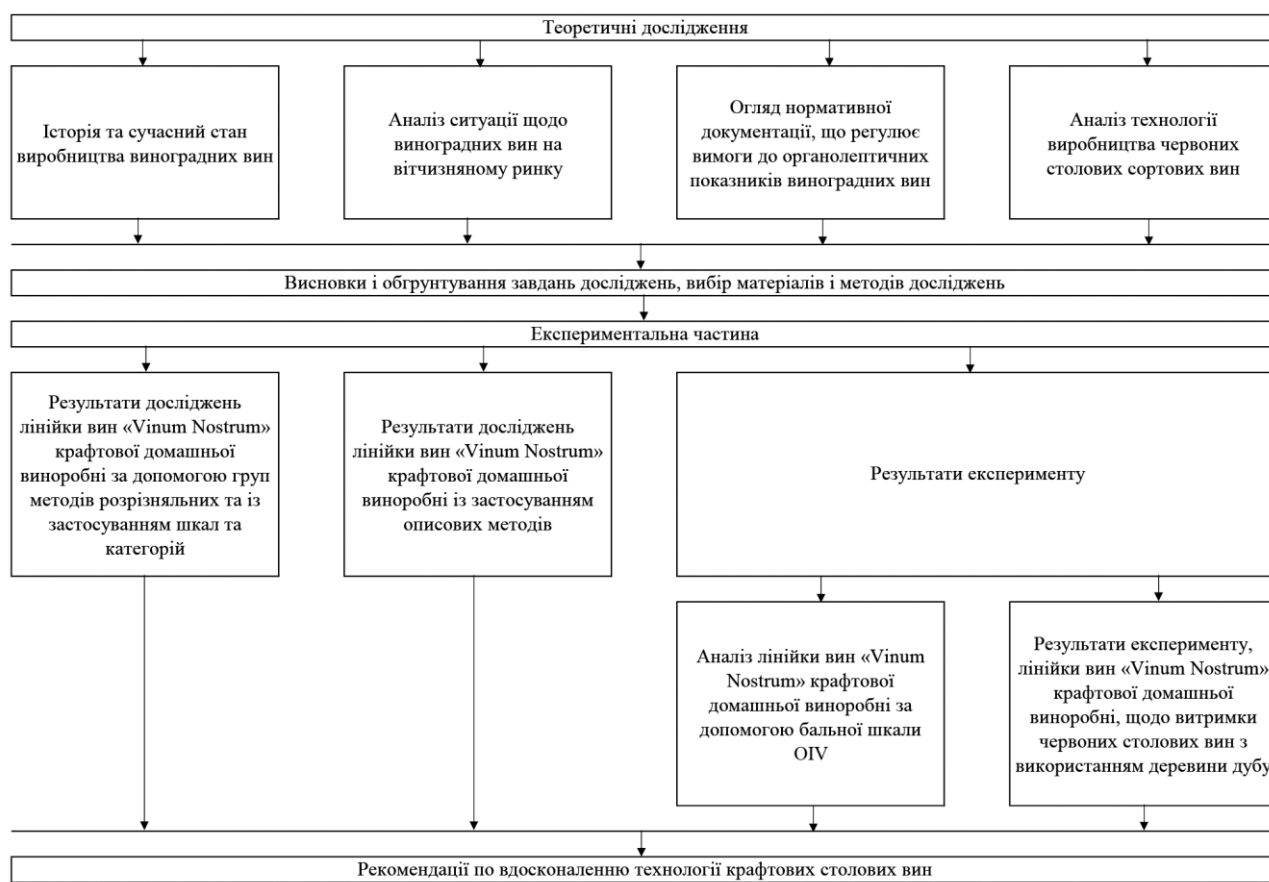 Теоретичні дослідження
Історія та сучасний стан
виробництва виноградних вин
Аналіз ситуації щодо
виноградних вин на
вітчизняному ринку
Огляд нормативної
документації, що регулює
вимоги до органолептичних
показників виноградних вин
Аналіз технології
виробництва червоних
столових сортових вин
Висновки і обгрунтування завдань досліджень, вибір матеріалів і методів досліджень
Експериментальна частина
Результати досліджень
лінійки вин «Vinum Nostrum»
крафтової домашньої
виноробні за допомогою груп
методів розрізняльних та із
застосуванням шкал та
категорій
Результати досліджень
лінійки вин «Vinum Nostrum»
крафтової домашньої
виноробні із застосуванням
описових методів
Результати експерименту
Аналіз лінійки вин «Vinum
Nostrum» крафтової
домашньої виноробні за
допомогою бальної шкали
OIV
Результати експерименту,
лінійки вин «Vinum Nostrum»
крафтової домашньої
виноробні, щодо витримки
червоних столових вин з
використанням деревини дубу
Рекомендації по вдосконаленню технології крафтових столових вин